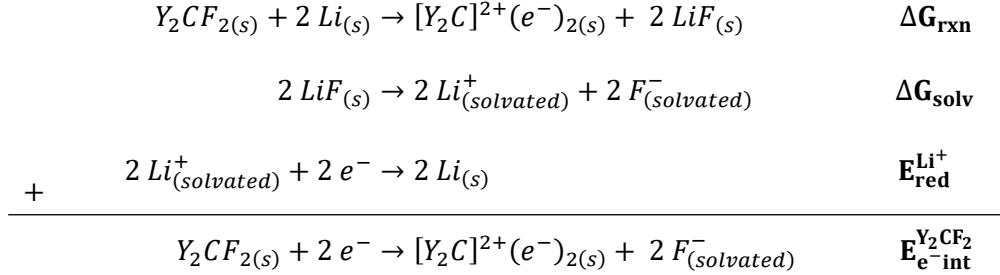 Y₂CF₂₍ₛ₎ + 2 Li₍ₛ₎ → [Y₂C]²⁺(e⁻)₂₍ₛ₎ + 2 LiF₍ₛ₎ ΔG_rxn
2 LiF₍ₛ₎ → 2 Li⁺_(solvated) + 2 F⁻_(solvated) ΔG_solv
2 Li⁺_(solvated) + 2 e⁻ → 2 Li₍ₛ₎ E_red^Li⁺
+
Y₂CF₂₍ₛ₎ + 2 e⁻ → [Y₂C]²⁺(e⁻)₂₍ₛ₎ + 2 F⁻_(solvated) E_e⁻int^Y₂CF₂